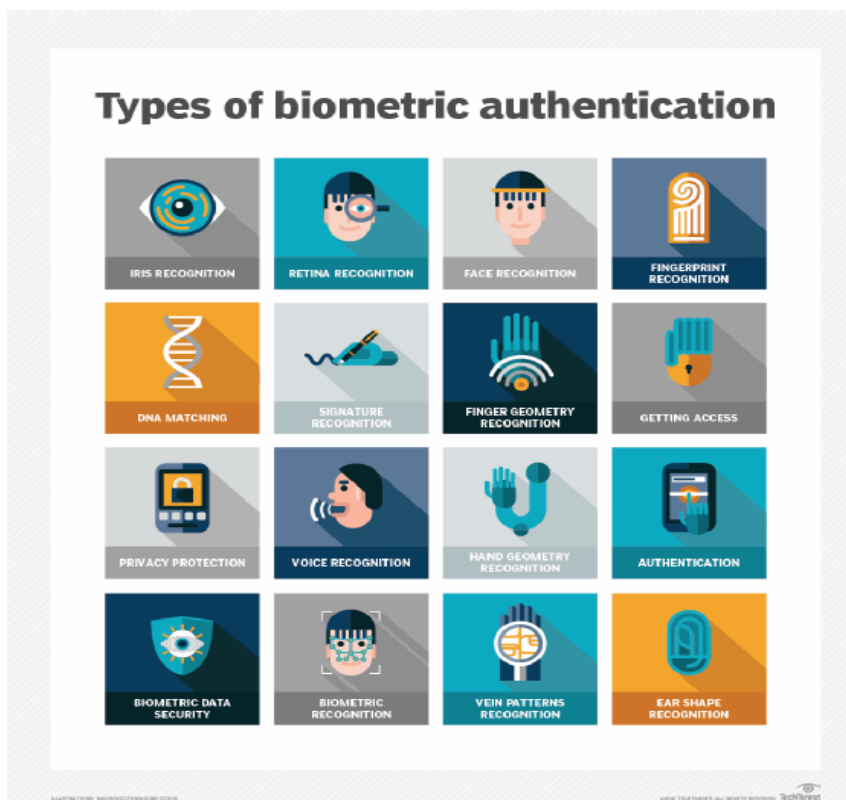 Types of biometric authentication
IRIS RECOGNITION
RETINA RECOGNITION
FACE RECOGNITION
FINGERPRINT
RECOGNITION
DNA MATCHING
SIGNATURE
RECOGNITION
FINGER GEOMETRY
RECOGNITION
GETTING ACCESS
PRIVACY PROTECTION
VOICE RECOGNITION
HAND GEOMETRY
RECOGNITION
AUTHENTICATION
BIOMETRIC DATA
SECURITY
BIOMETRIC
RECOGNITION
VEIN PATTERNS
RECOGNITION
EAR SHAPE
RECOGNITION
TechTarget